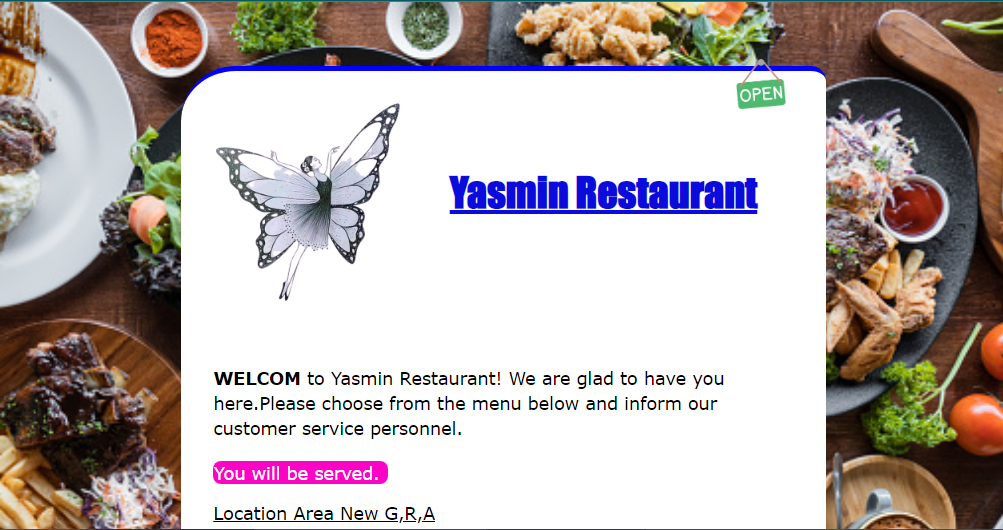 OPEN
Yasmin Restaurant
WELCOM to Yasmin Restaurant! We are glad to have you
here.Please choose from the menu below and inform our
customer service personnel.
You will be served.
Location Area New G,R,A